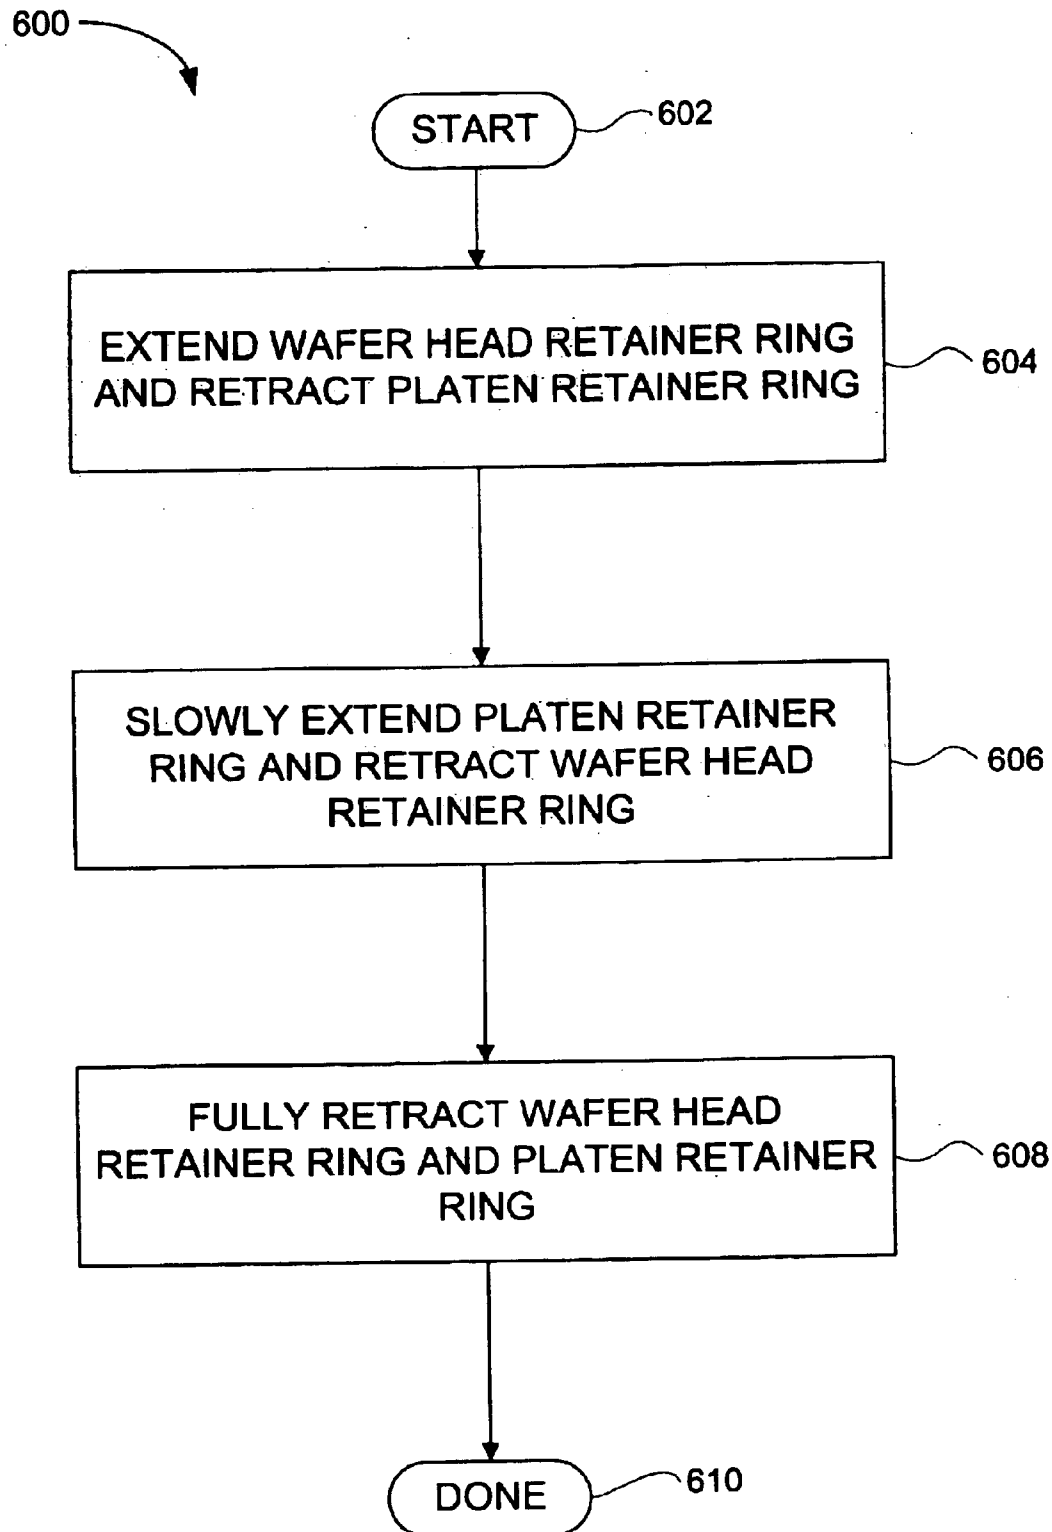 600
START
602
EXTEND WAFER HEAD RETAINER RING
AND RETRACT PLATEN RETAINER RING
604
SLOWLY EXTEND PLATEN RETAINER
RING AND RETRACT WAFER HEAD
RETAINER RING
606
FULLY RETRACT WAFER HEAD
RETAINER RING AND PLATEN RETAINER
RING
608
DONE
610